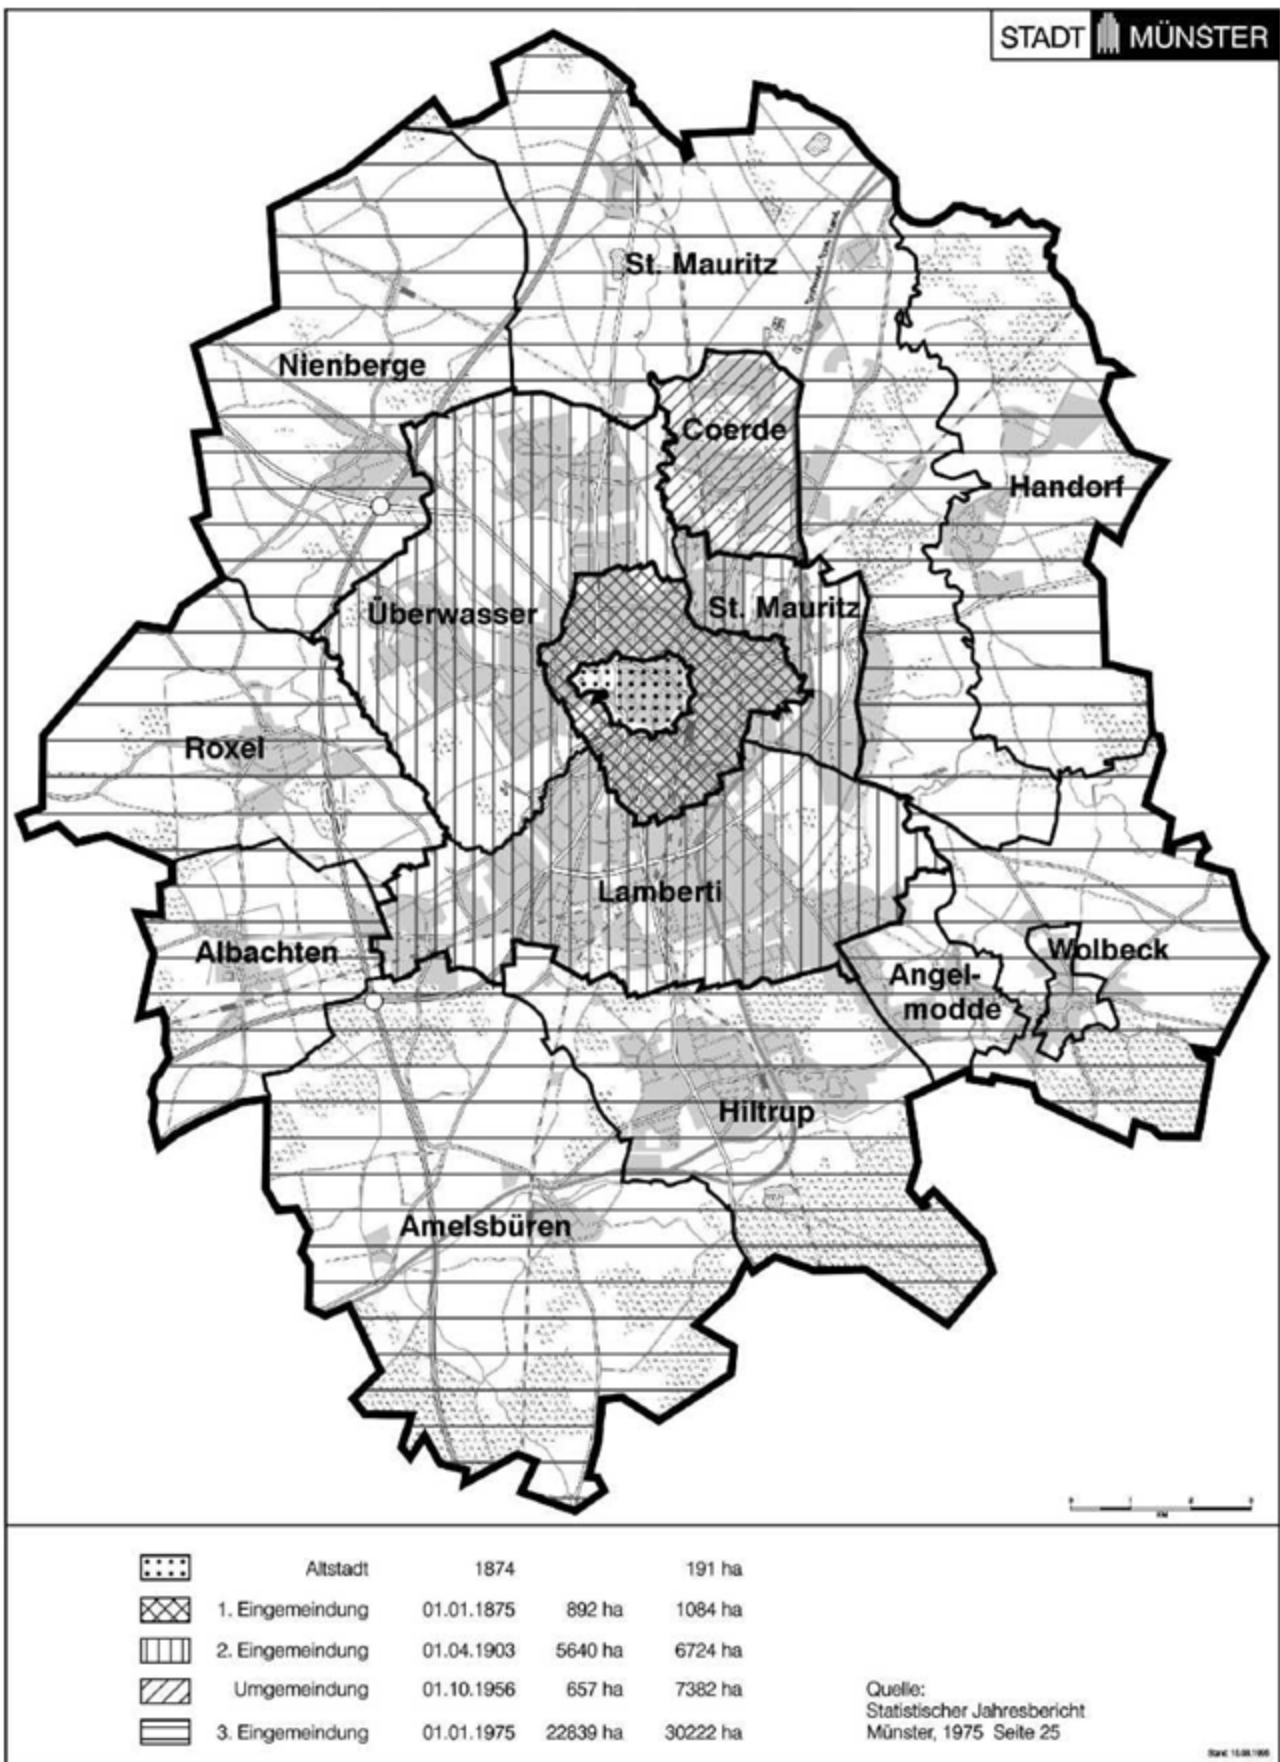 STADT MÜNSTER
St. Mauritz
Nienberge
Coerde
Handorf
Überwasser
St. Mauritz
Roxel
Lamberti
Albachten
Wolbeck
Angel-
modde
Hiltrup
Amelsbüren
Altstadt 1874 191 ha
1. Eingemeindung 01.01.1875 892 ha 1084 ha
2. Eingemeindung 01.04.1903 5640 ha 6724 ha
Umgemeindung 01.10.1956 657 ha 7382 ha
3. Eingemeindung 01.01.1975 22839 ha 30222 ha
Quelle:
Statistischer Jahresbericht
Münster, 1975 Seite 25